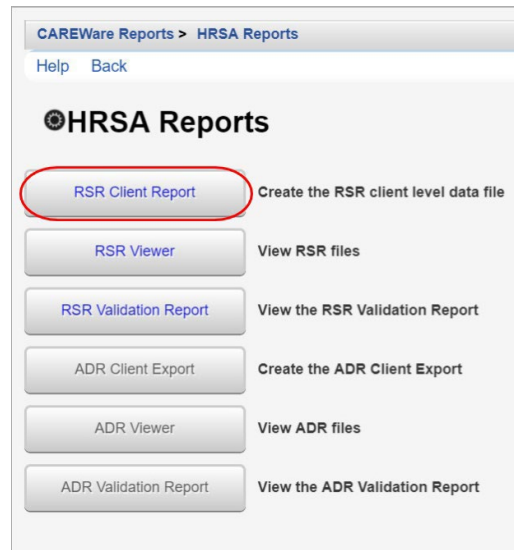 CAREWare Reports > HRSA Reports
Help Back
HRSA Reports
RSR Client Report Create the RSR client level data file
RSR Viewer View RSR files
RSR Validation Report View the RSR Validation Report
ADR Client Export Create the ADR Client Export
ADR Viewer View ADR files
ADR Validation Report View the ADR Validation Report